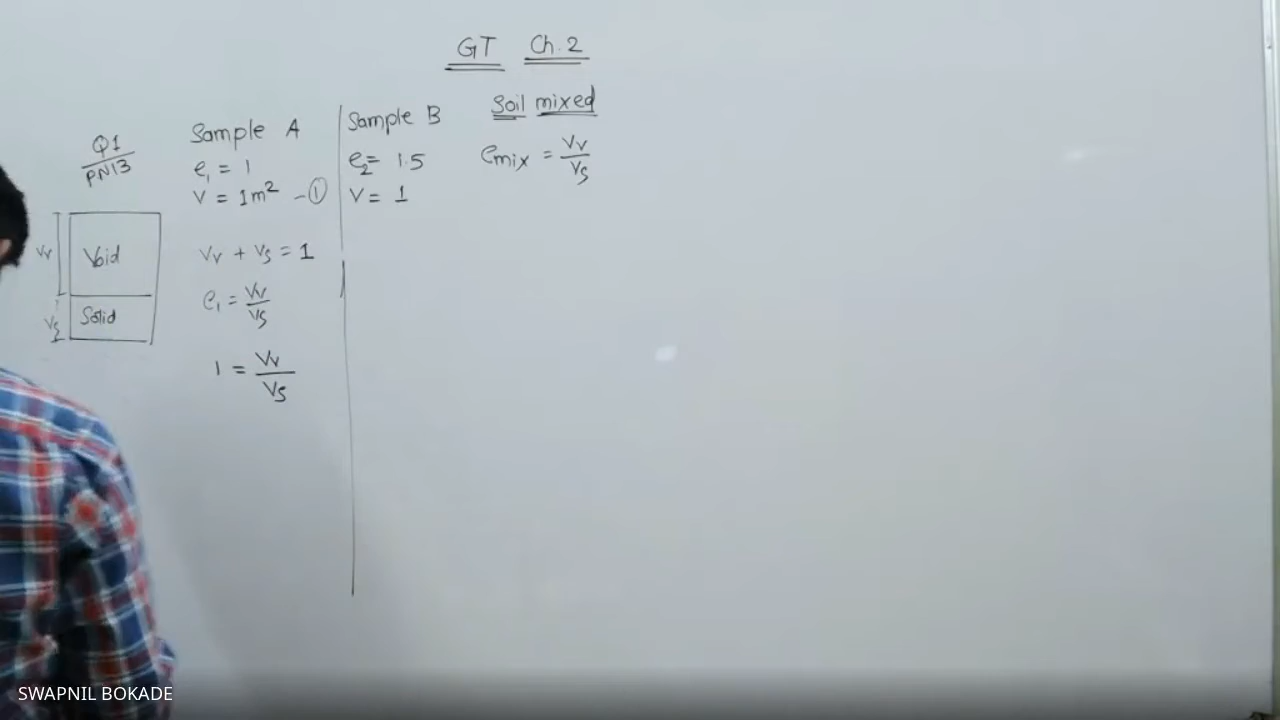 GT Ch.2
Q1
PN13
Sample A
e₁ = 1
V = 1m² -①
Void
Solid
Vv
Vs
Vv + Vs = 1
e₁ = Vv/Vs
1 = Vv/Vs
Sample B
e₂ = 1.5
V = 1
Soil mixed
emix = Vv/Vs
SWAPNIL BOKADE